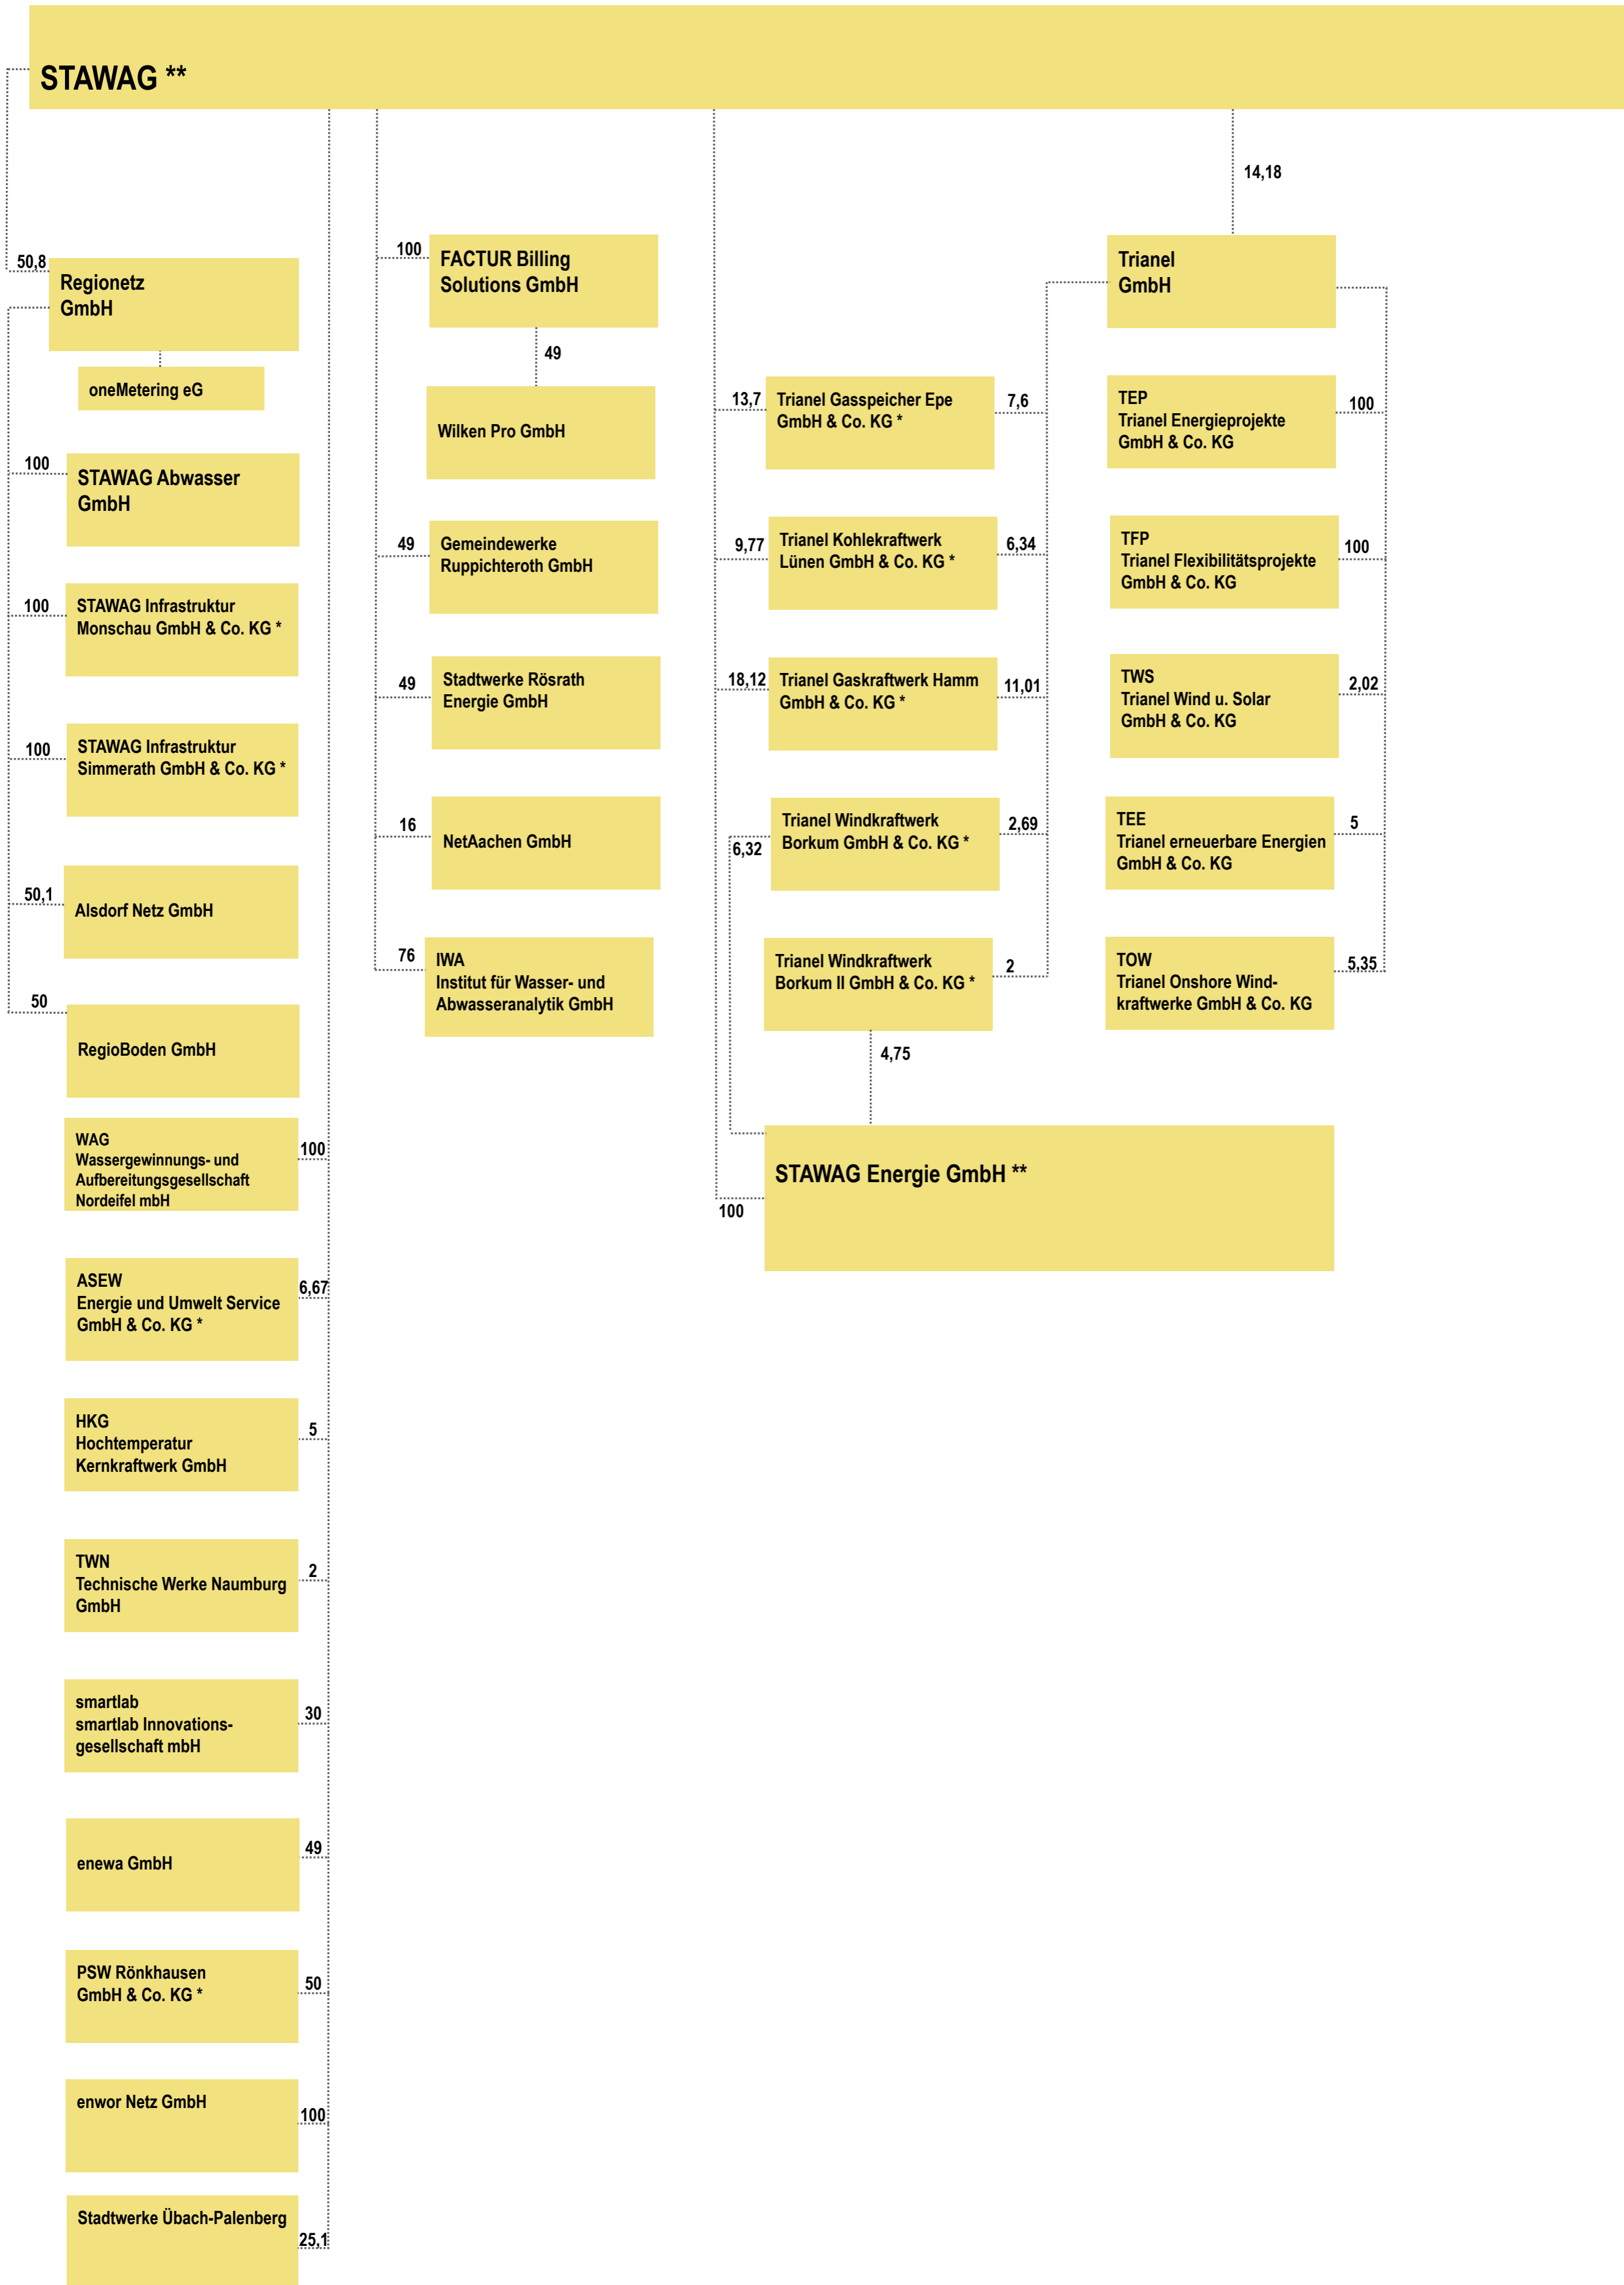 STAWAG **
14,18
50,8
Regionetz
GmbH
oneMetering eG
100
STAWAG Abwasser
GmbH
100
STAWAG Infrastruktur
Monschau GmbH & Co. KG *
100
STAWAG Infrastruktur
Simmerath GmbH & Co. KG *
50,1
Alsdorf Netz GmbH
50
RegioBoden GmbH
WAG
Wassergewinnungs- und
Aufbereitungsgesellschaft
Nordeifel mbH
100
ASEW
Energie und Umwelt Service
GmbH & Co. KG *
6,67
HKG
Hochtemperatur
Kernkraftwerk GmbH
5
TWN
Technische Werke Naumburg
GmbH
2
smartlab
smartlab Innovations-
gesellschaft mbH
30
enewa GmbH
49
PSW Rönkhausen
GmbH & Co. KG *
50
enwor Netz GmbH
100
Stadtwerke Übach-Palenberg
25,1
100
FACTUR Billing
Solutions GmbH
49
Wilken Pro GmbH
49
Gemeindewerke
Ruppichteroth GmbH
49
Stadtwerke Rösrath
Energie GmbH
16
NetAachen GmbH
76
IWA
Institut für Wasser- und
Abwasseranalytik GmbH
13,7
Trianel Gasspeicher Epe
GmbH & Co. KG *
7,6
9,77
Trianel Kohlekraftwerk
Lünen GmbH & Co. KG *
6,34
18,12
Trianel Gaskraftwerk Hamm
GmbH & Co. KG *
11,01
6,32
Trianel Windkraftwerk
Borkum GmbH & Co. KG *
2,69
Trianel Windkraftwerk
Borkum II GmbH & Co. KG *
2
4,75
STAWAG Energie GmbH **
100
Trianel
GmbH
TEP
Trianel Energieprojekte
GmbH & Co. KG
100
TFP
Trianel Flexibilitätsprojekte
GmbH & Co. KG
100
TWS
Trianel Wind u. Solar
GmbH & Co. KG
2,02
TEE
Trianel erneuerbare Energien
GmbH & Co. KG
5
TOW
Trianel Onshore Wind-
kraftwerke GmbH & Co. KG
5,35